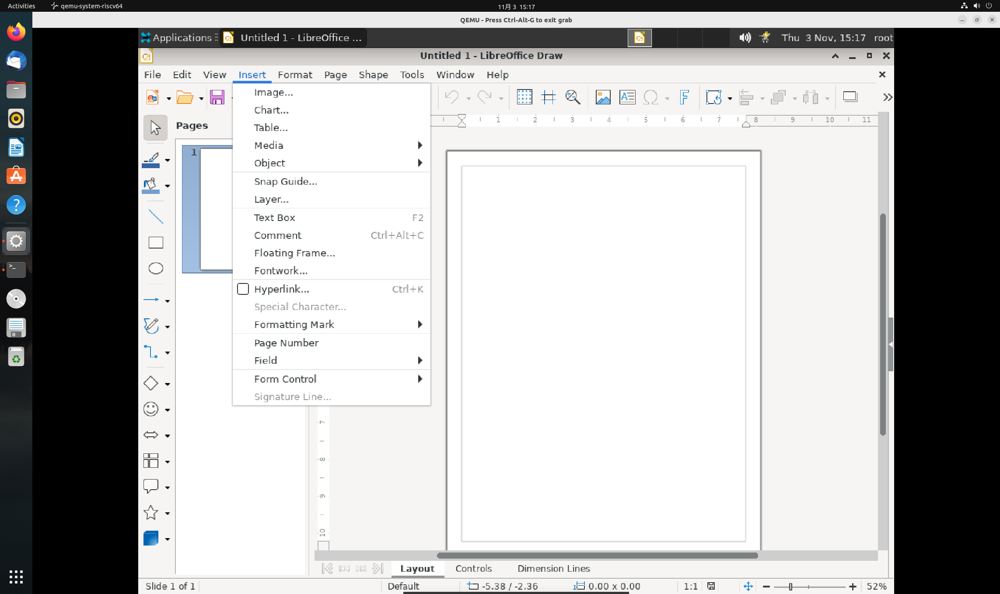 Activities
qemu-system-riscv64
11月 3 15:17
QEMU - Press Ctrl-Alt-G to exit grab
Applications
Untitled 1 - LibreOffice ...
Thu 3 Nov, 15:17 root
Untitled 1 - LibreOffice Draw
File Edit View Insert Format Page Shape Tools Window Help
Image...
Chart...
Table...
Media
Object
Snap Guide...
Layer...
Text Box F2
Comment Ctrl+Alt+C
Floating Frame...
Fontwork...
Hyperlink... Ctrl+K
Special Character...
Formatting Mark
Page Number
Field
Form Control
Signature Line...
Pages
1
1 2 3 4 5 6 7 8 9 10 11
7
8
9
10
Layout Controls Dimension Lines
Slide 1 of 1
Default
-5.38 / -2.36
0.00 x 0.00
1:1
52%